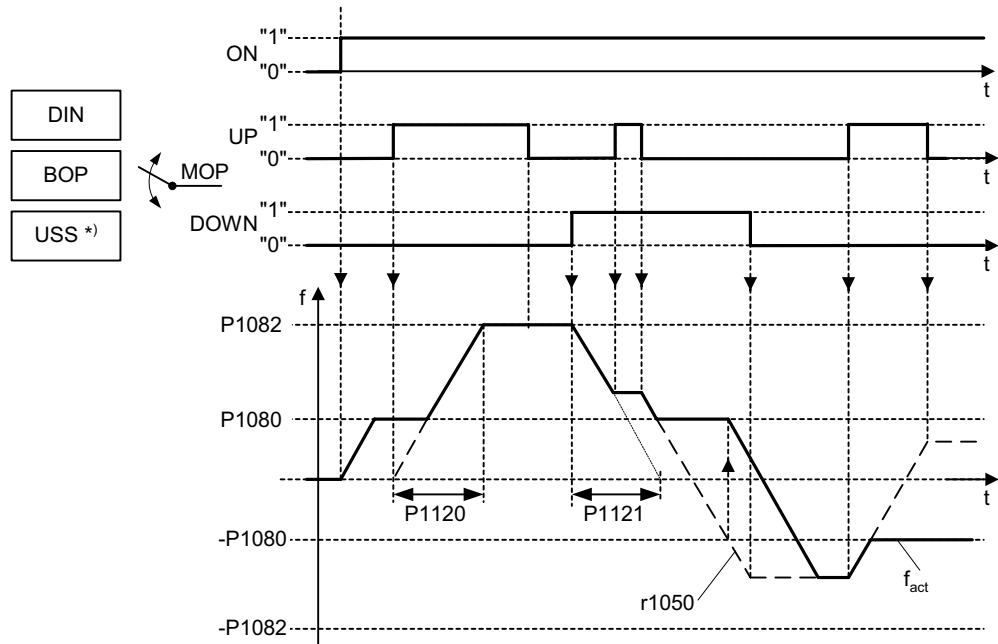 ON
"1"
"0"
t
DIN
BOP
USS *)
MOP
UP
"1"
"0"
t
DOWN
"1"
"0"
t
f
P1082
P1080
t
P1120
P1121
-P1080
r1050
fact
-P1082